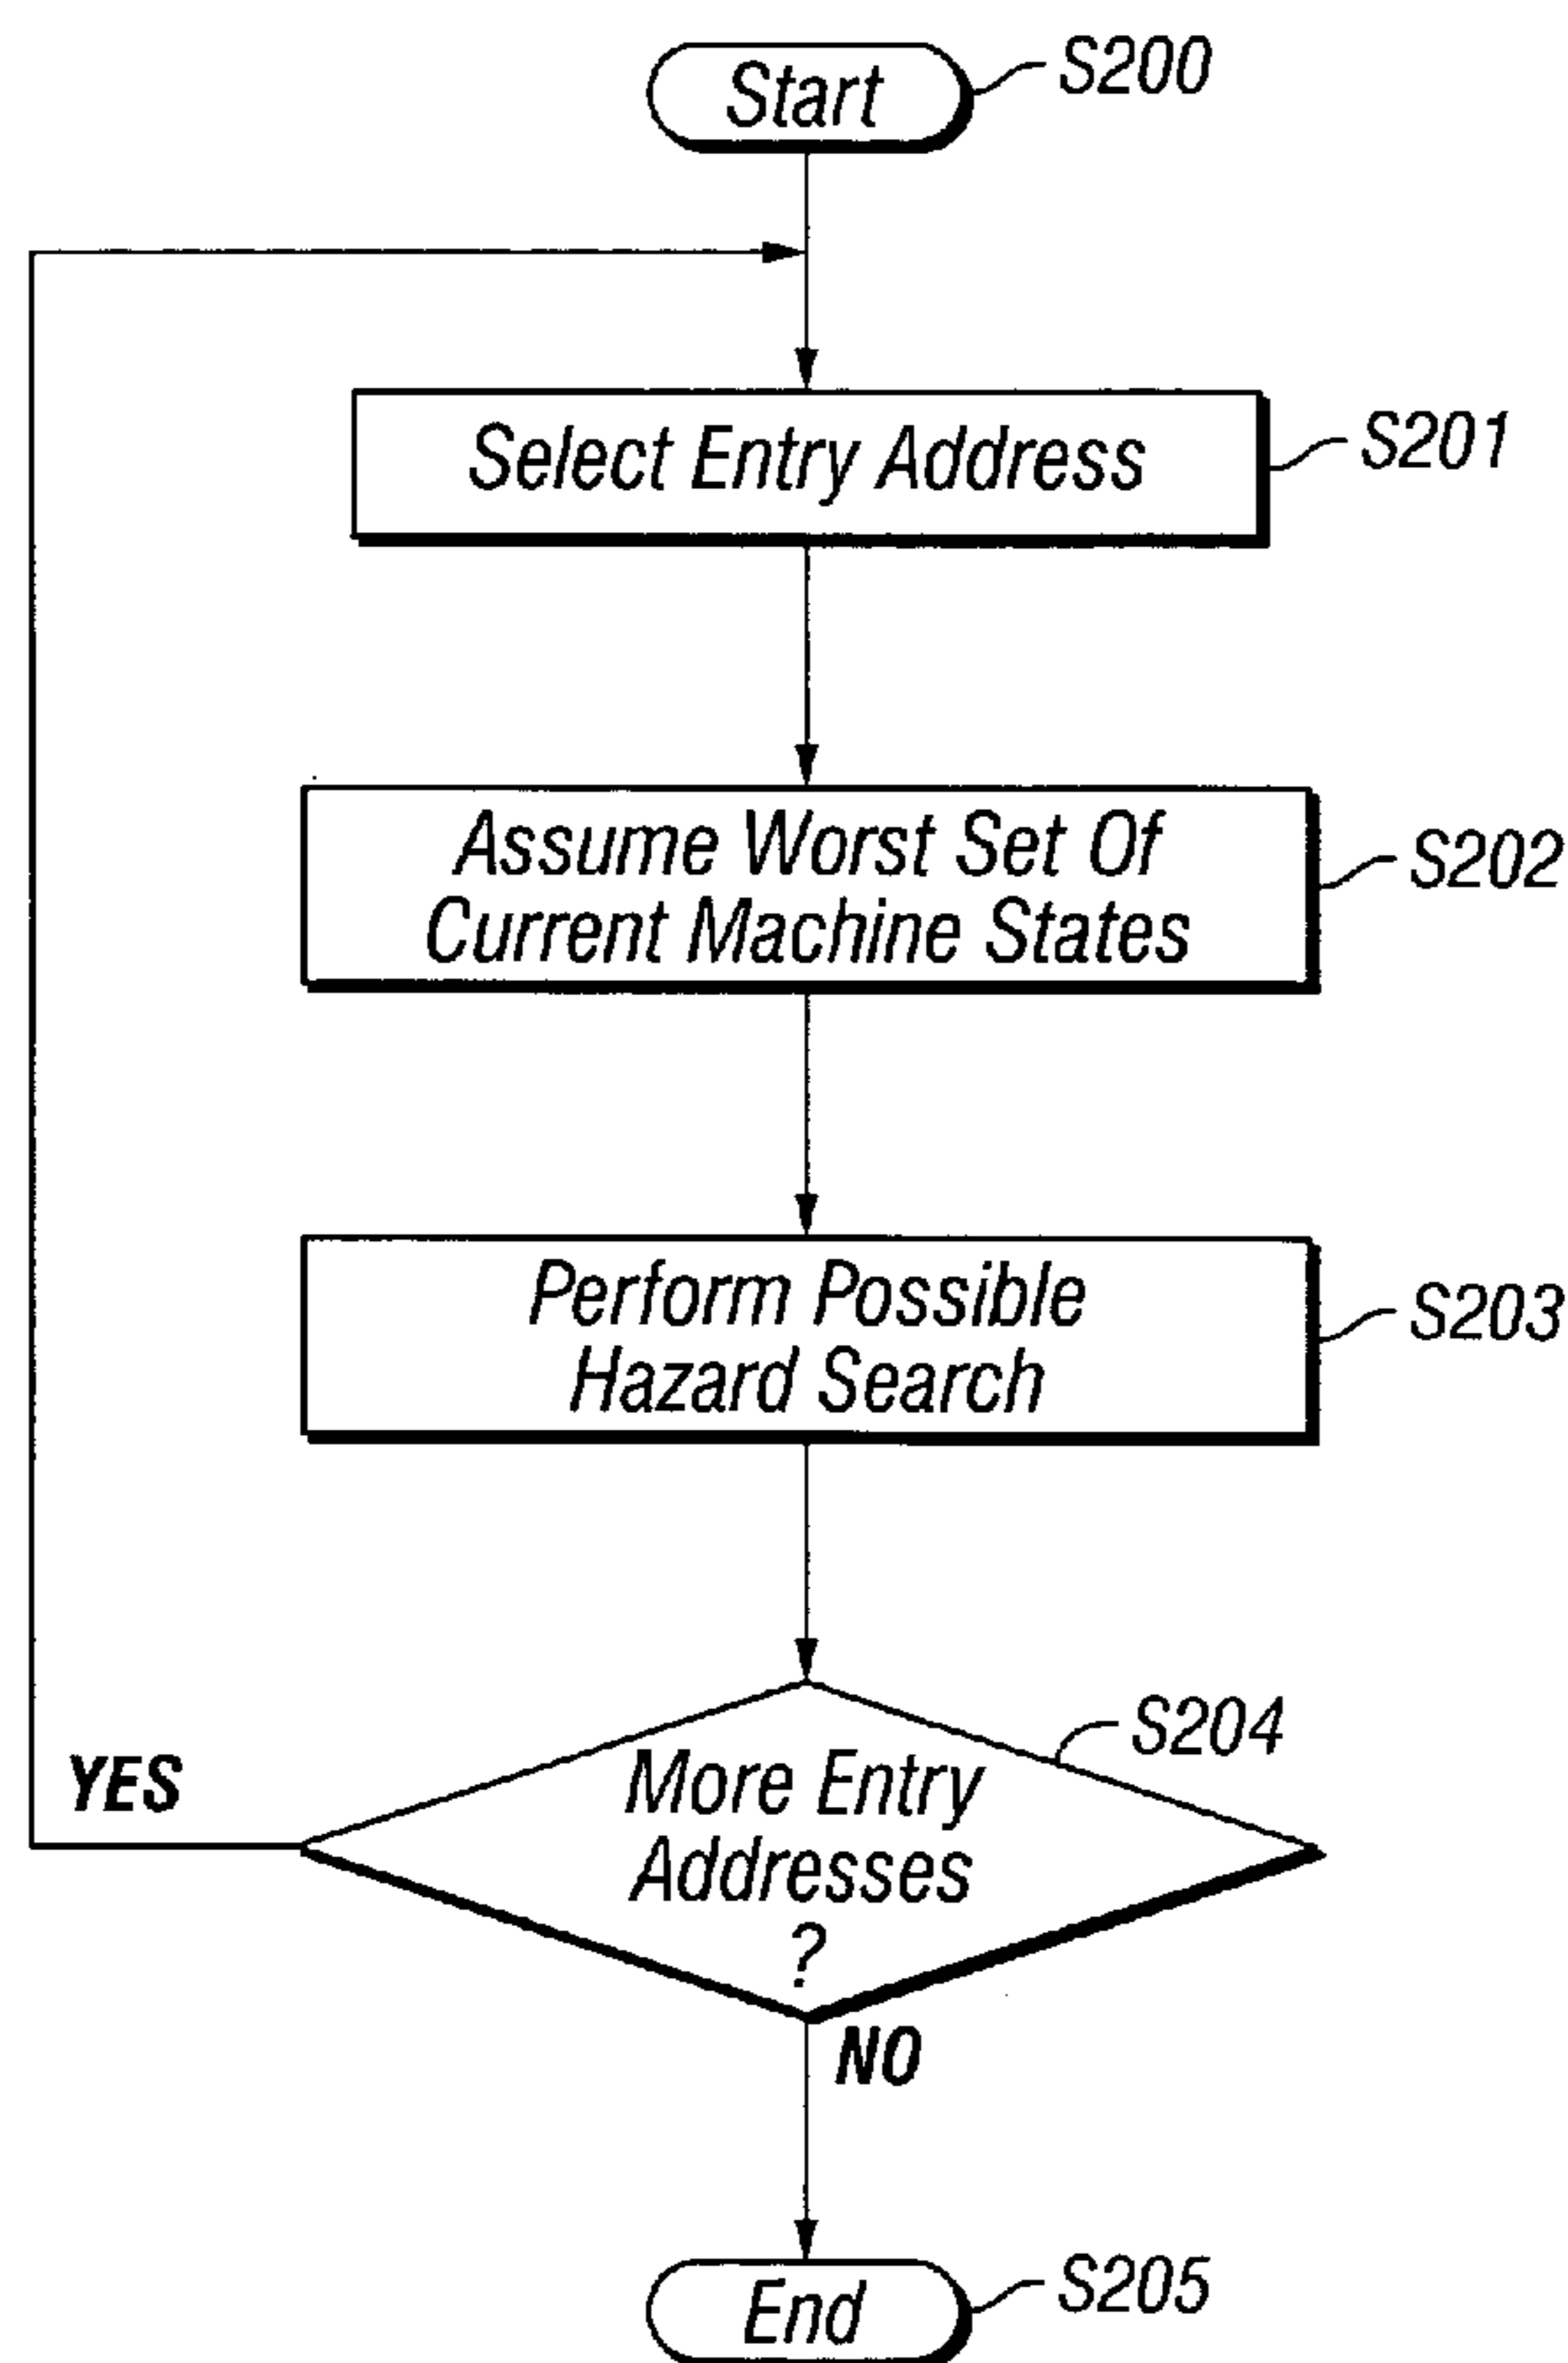 Start
S200
Select Entry Address
S201
Assume Worst Set Of
Current Machine States
S202
Perform Possible
Hazard Search
S203
More Entry
Addresses
?
S204
YES
NO
End
S205